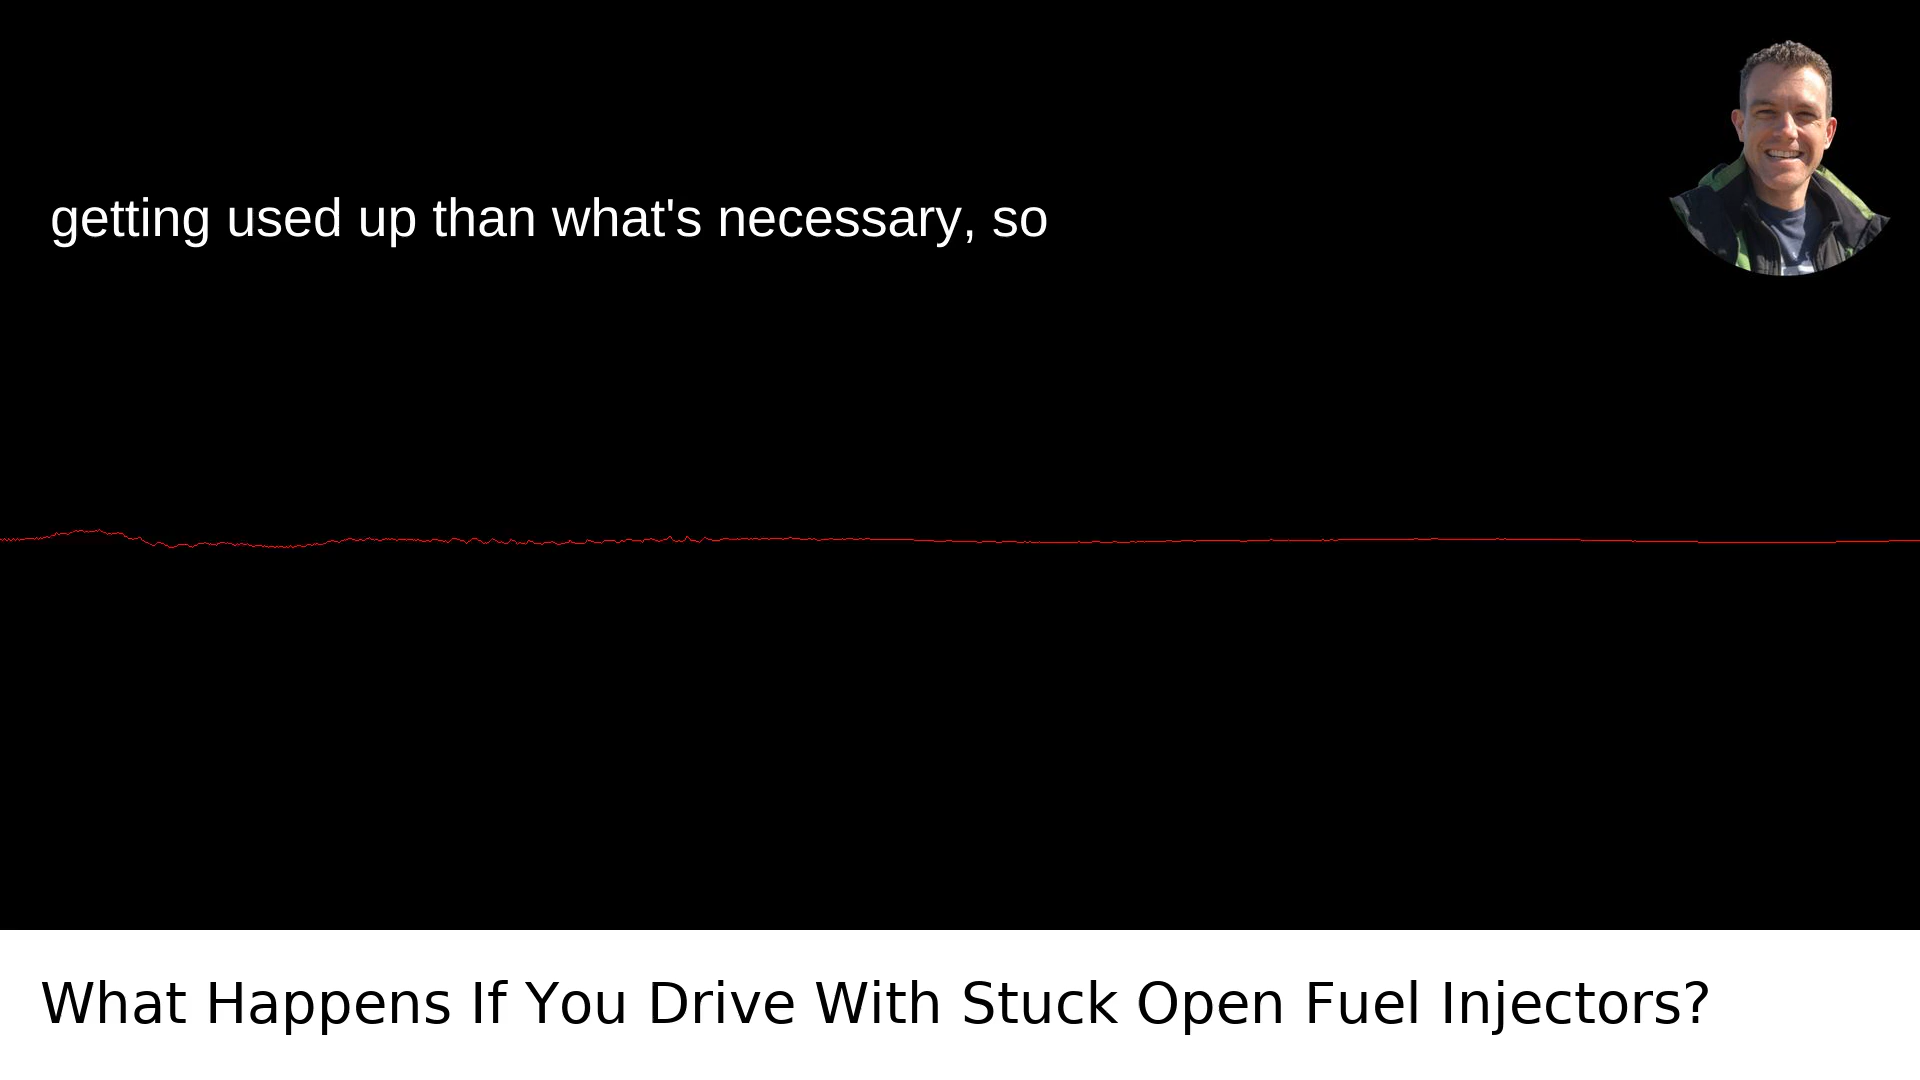 getting used up than what's necessary, so
What Happens If You Drive With Stuck Open Fuel Injectors?